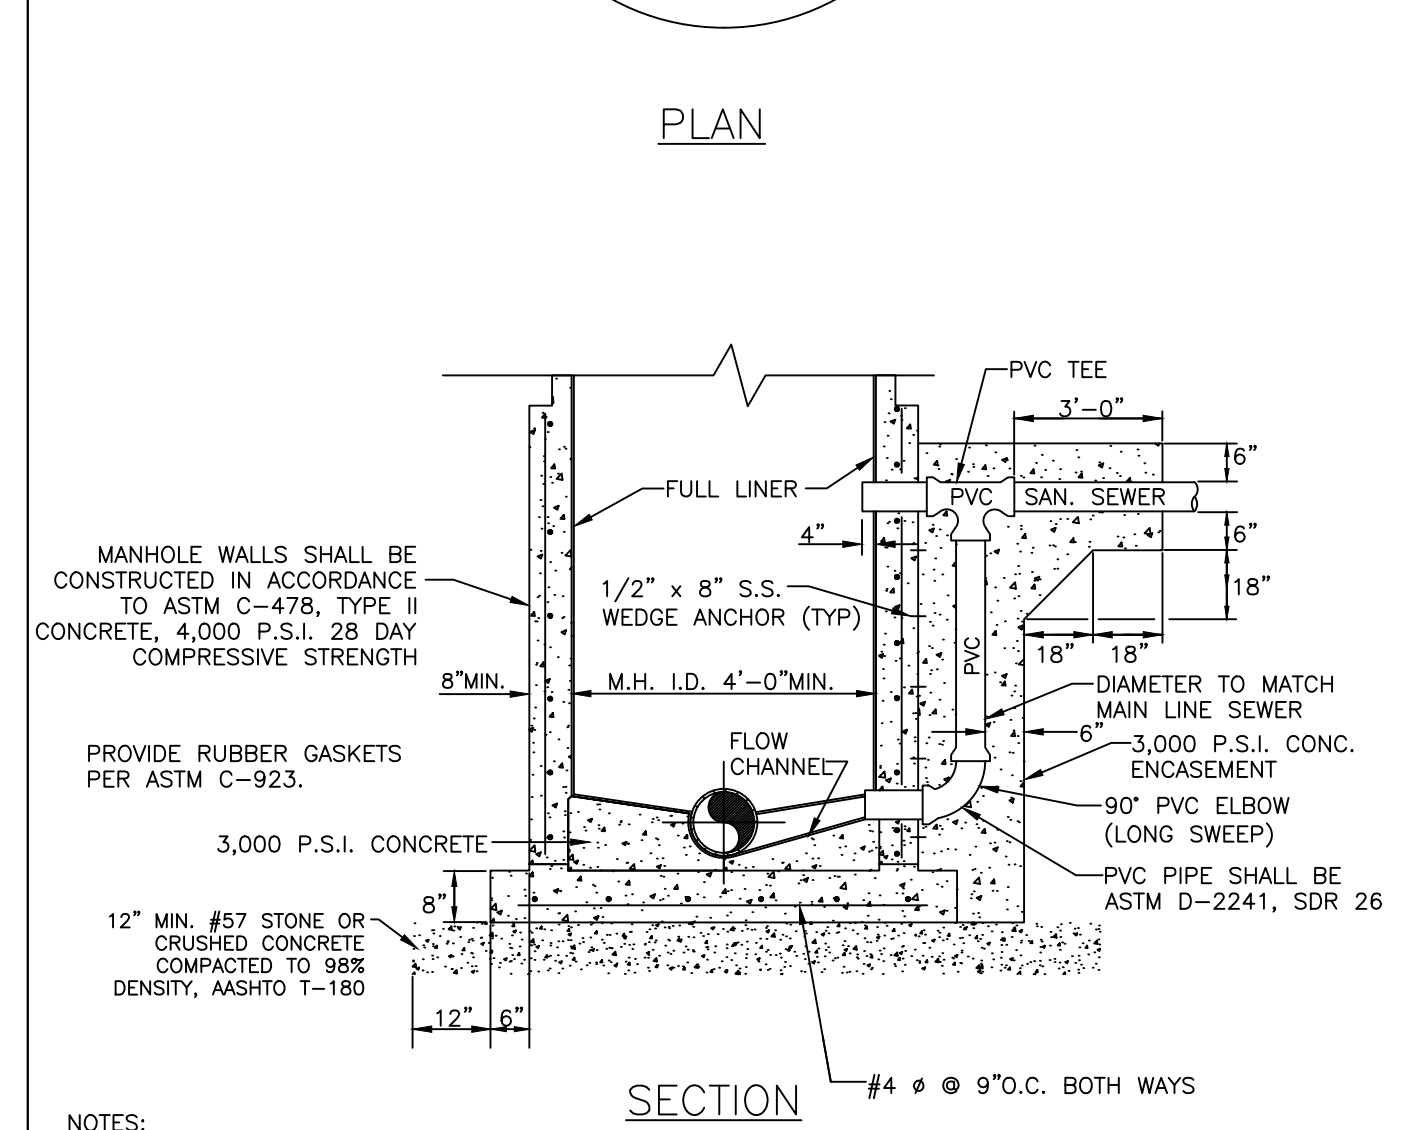 PLAN
PVC TEE
3'-0"
6"
FULL LINER
PVC
SAN. SEWER
4"
6"
MANHOLE WALLS SHALL BE
CONSTRUCTED IN ACCORDANCE
TO ASTM C-478, TYPE II
CONCRETE, 4,000 P.S.I. 28 DAY
COMPRESSIVE STRENGTH
1/2" x 8" S.S.
WEDGE ANCHOR (TYP)
18"
PVC
18"
18"
8"MIN.
M.H. I.D. 4'-0"MIN.
DIAMETER TO MATCH
MAIN LINE SEWER
6"
PROVIDE RUBBER GASKETS
PER ASTM C-923.
FLOW
CHANNEL
3,000 P.S.I. CONC.
ENCASEMENT
90° PVC ELBOW
(LONG SWEEP)
3,000 P.S.I. CONCRETE
PVC PIPE SHALL BE
ASTM D-2241, SDR 26
8"
12" MIN. #57 STONE OR
CRUSHED CONCRETE
COMPACTED TO 98%
DENSITY, AASHTO T-180
12"
6"
#4 ø @ 9"O.C. BOTH WAYS
SECTION
NOTES: